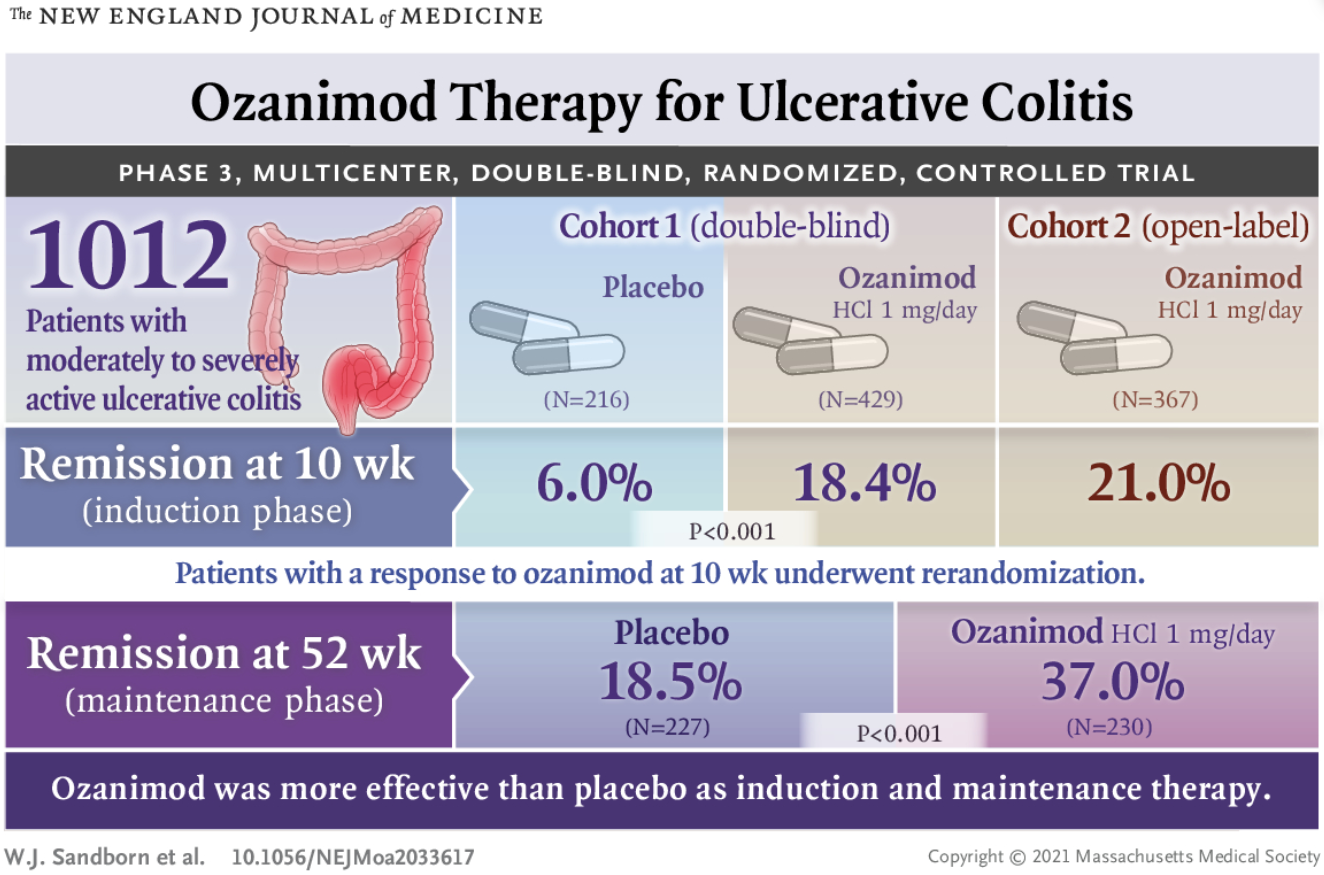 The NEW ENGLAND JOURNAL of MEDICINE
Ozanimod Therapy for Ulcerative Colitis
PHASE 3, MULTICENTER, DOUBLE-BLIND, RANDOMIZED, CONTROLLED TRIAL
1012
Patients with
moderately to severely
active ulcerative colitis
Cohort 1 (double-blind)
Placebo
(N=216)
Ozanimod
HCl 1 mg/day
(N=429)
Cohort 2 (open-label)
Ozanimod
HCl 1 mg/day
(N=367)
Remission at 10 wk
(induction phase)
6.0%
18.4%
P<0.001
21.0%
Patients with a response to ozanimod at 10 wk underwent rerandomization.
Remission at 52 wk
(maintenance phase)
Placebo
18.5%
(N=227)
Ozanimod HCl 1 mg/day
37.0%
(N=230)
P<0.001
Ozanimod was more effective than placebo as induction and maintenance therapy.
W.J. Sandborn et al. 10.1056/NEJMoa2033617
Copyright © 2021 Massachusetts Medical Society